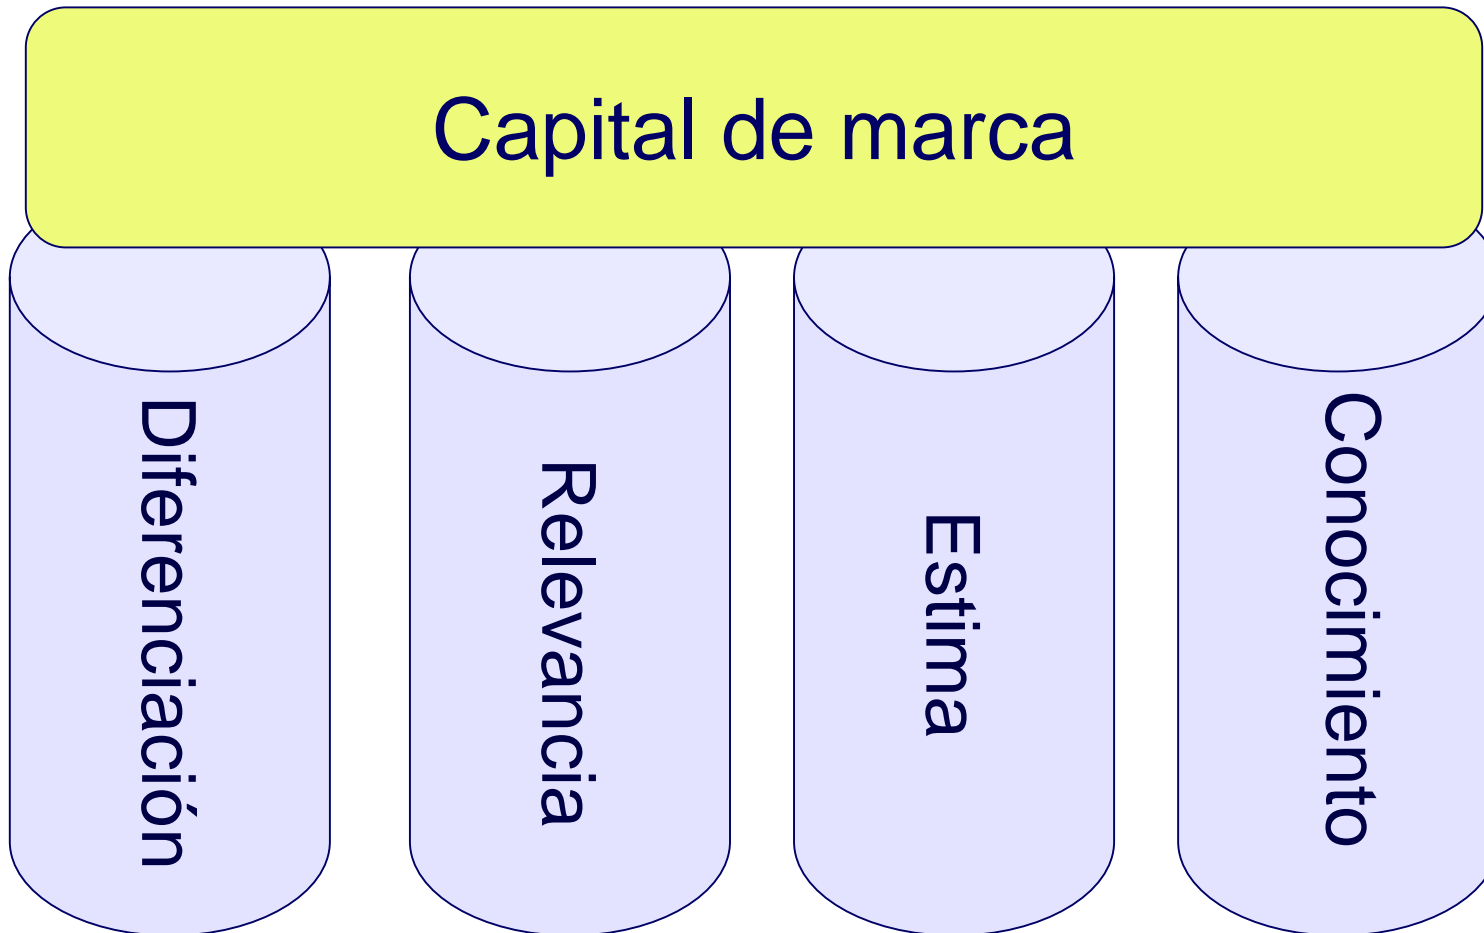 Capital de marca
Diferenciación
Relevancia
Estima
Conocimiento